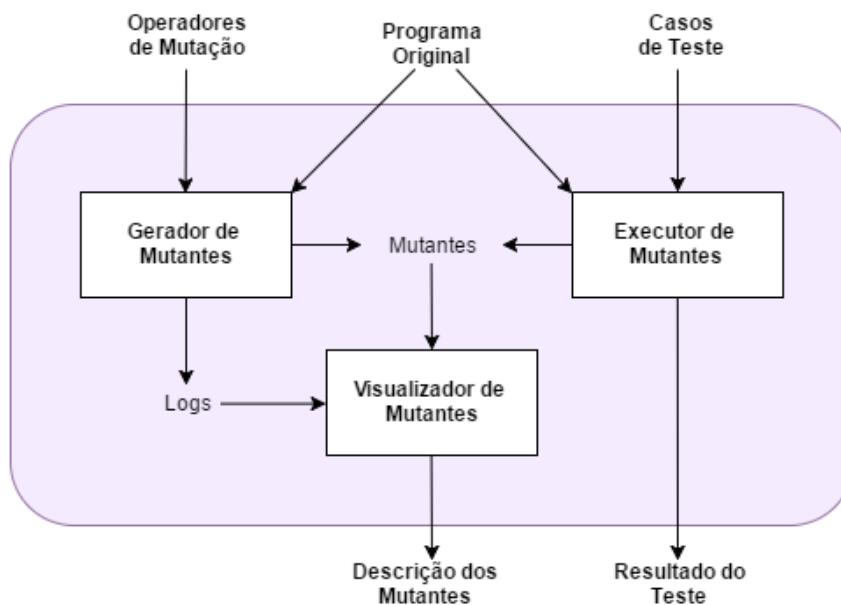 Operadores
de Mutação
Programa
Original
Casos
de Teste
Gerador de
Mutantes
Mutantes
Executor de
Mutantes
Logs
Visualizador de
Mutantes
Descrição dos
Mutantes
Resultado do
Teste